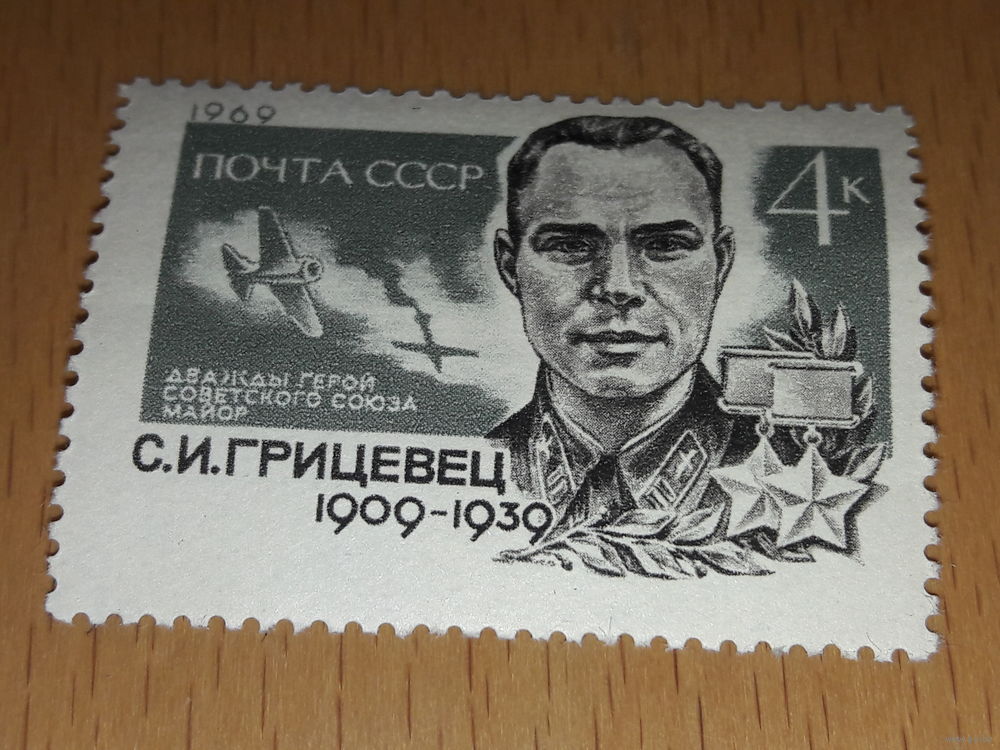 1969
ПОЧТА СССР
4к
ДВАЖДЫ ГЕРОЙ
СОВЕТСКОГО СОЮЗА
МАЙОР
С.И.ГРИЦЕВЕЦ
1909-1939